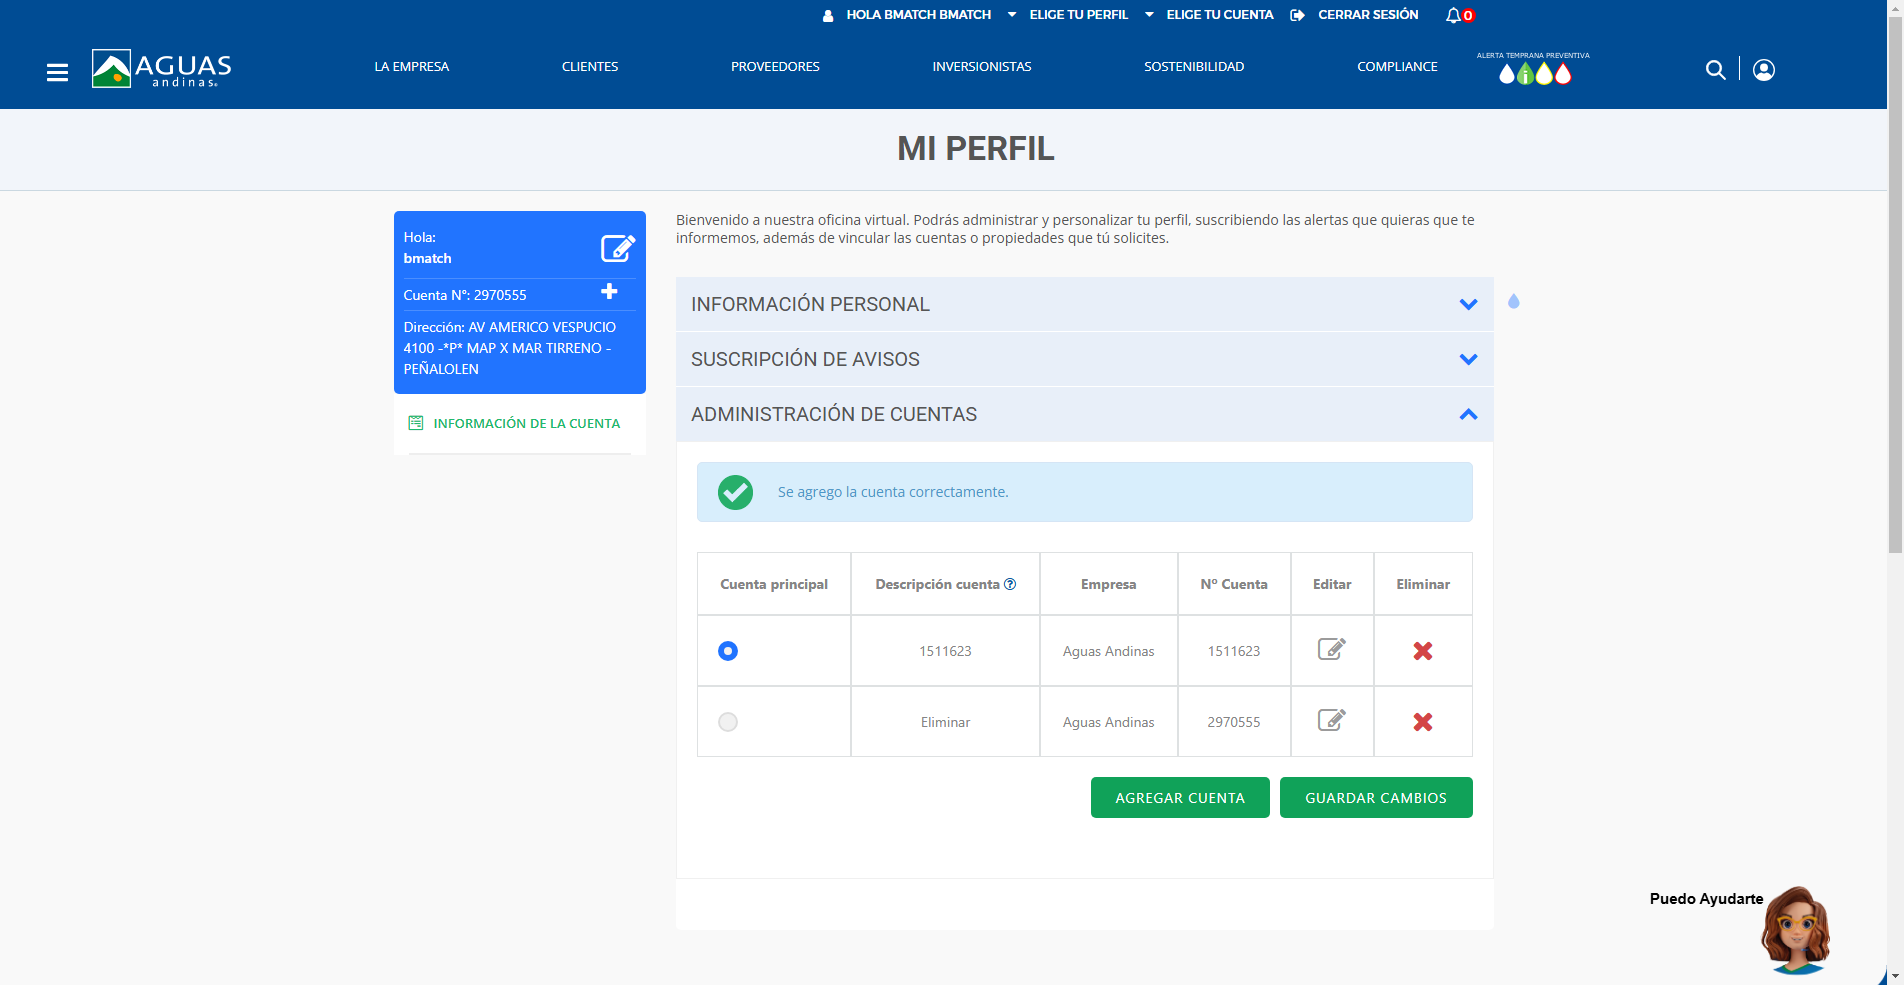 HOLA BMATCH BMATCH
ELIGE TU PERFIL
ELIGE TU CUENTA
CERRAR SESIÓN
0
AGUAS
andinas
LA EMPRESA
CLIENTES
PROVEEDORES
INVERSIONISTAS
SOSTENIBILIDAD
COMPLIANCE
ALERTA TEMPRANA PREVENTIVA
MI PERFIL
Hola:
bmatch
Cuenta Nº: 2970555
Dirección: AV AMERICO VESPUCIO
4100 -*P* MAP X MAR TIRRENO -
PEÑALOLEN
INFORMACIÓN DE LA CUENTA
Bienvenido a nuestra oficina virtual. Podrás administrar y personalizar tu perfil, suscribiendo las alertas que quieras que te
informemos, además de vincular las cuentas o propiedades que tú solicites.
INFORMACIÓN PERSONAL
SUSCRIPCIÓN DE AVISOS
ADMINISTRACIÓN DE CUENTAS
Se agrego la cuenta correctamente.
Cuenta principal Descripción cuenta ? Empresa Nº Cuenta Editar Eliminar
1511623 Aguas Andinas 1511623
Eliminar Aguas Andinas 2970555
AGREGAR CUENTA
GUARDAR CAMBIOS
Puedo Ayudarte